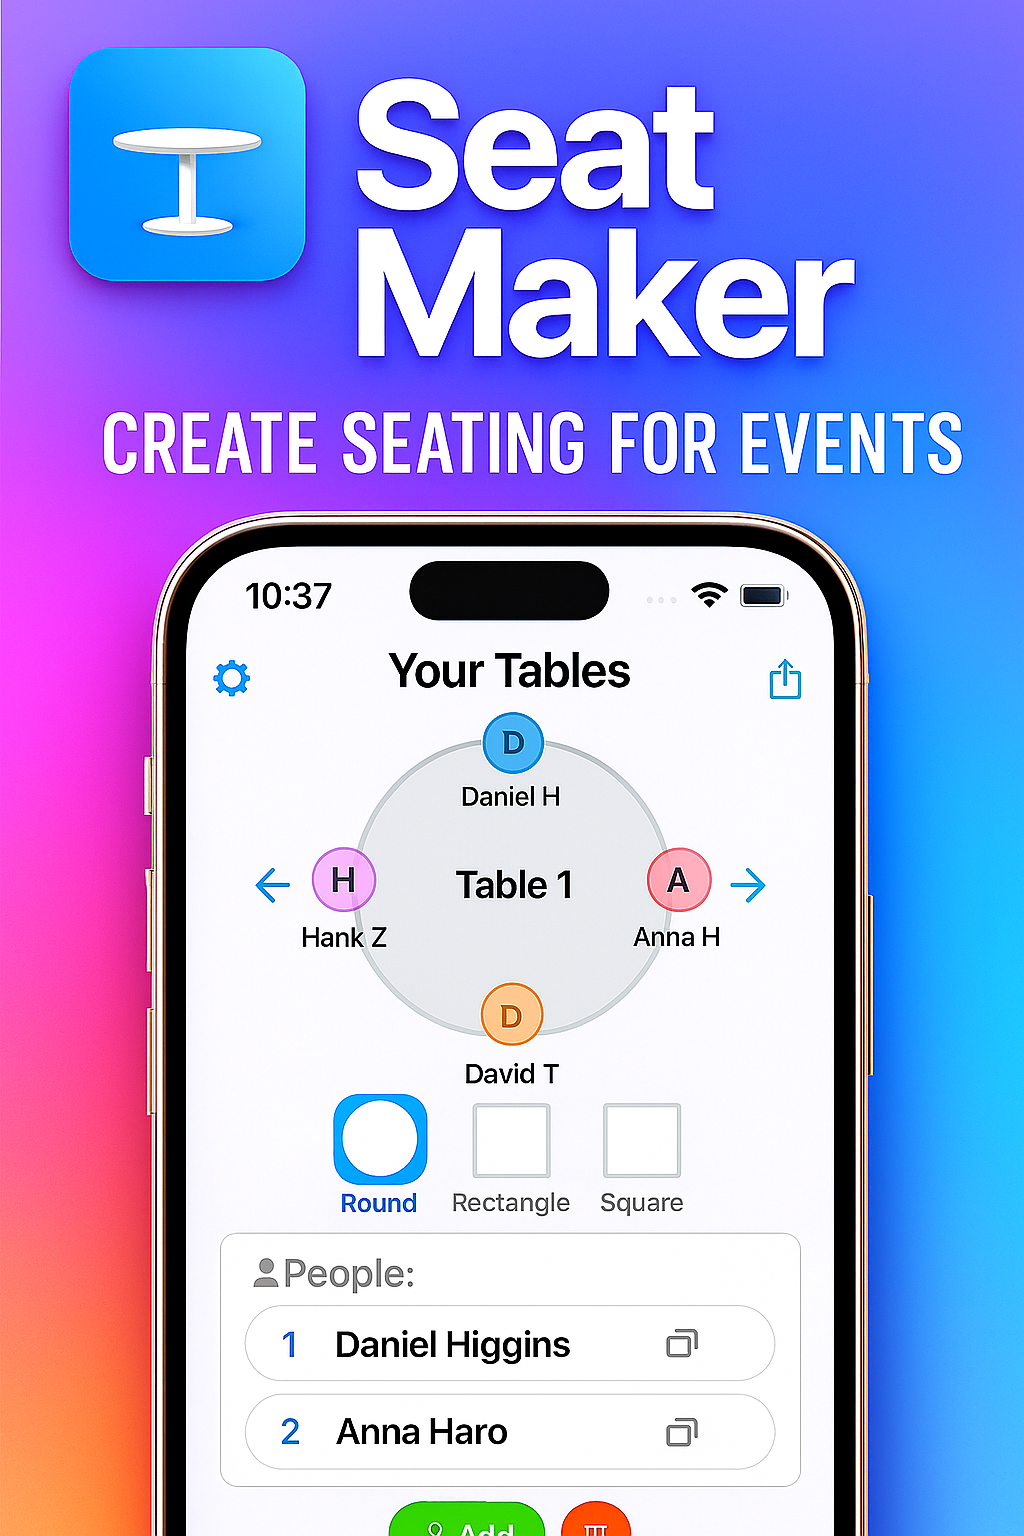 Seat
Maker
CREATE SEATING FOR EVENTS
10:37
Your Tables
D
Daniel H
H
Table 1
A
Hank Z
Anna H
D
David T
Round
Rectangle
Square
People:
1 Daniel Higgins
2 Anna Haro
Add